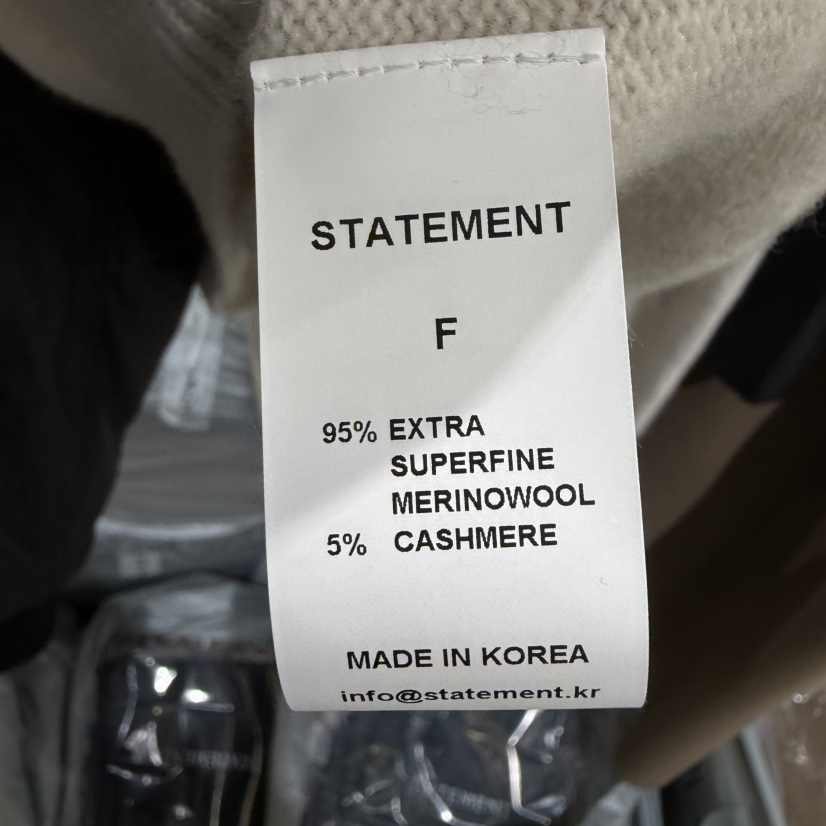 STATEMENT
F
95% EXTRA
SUPERFINE
MERINOWOOL
5% CASHMERE
MADE IN KOREA
info@statement.kr